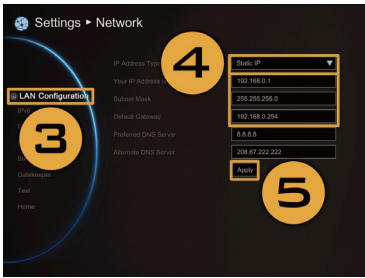 Settings ▸ Network
IP Address Type
Static IP ▼
Your IP Address
192.168.0.1
LAN Configuration
Subnet Mask
255.255.255.0
IPv6
Default Gateway
192.168.0.254
Preferred DNS Server
8.8.8.8
Alternate DNS Server
208.67.222.222
Gatekeeper
Apply
Test
Home
3
4
5